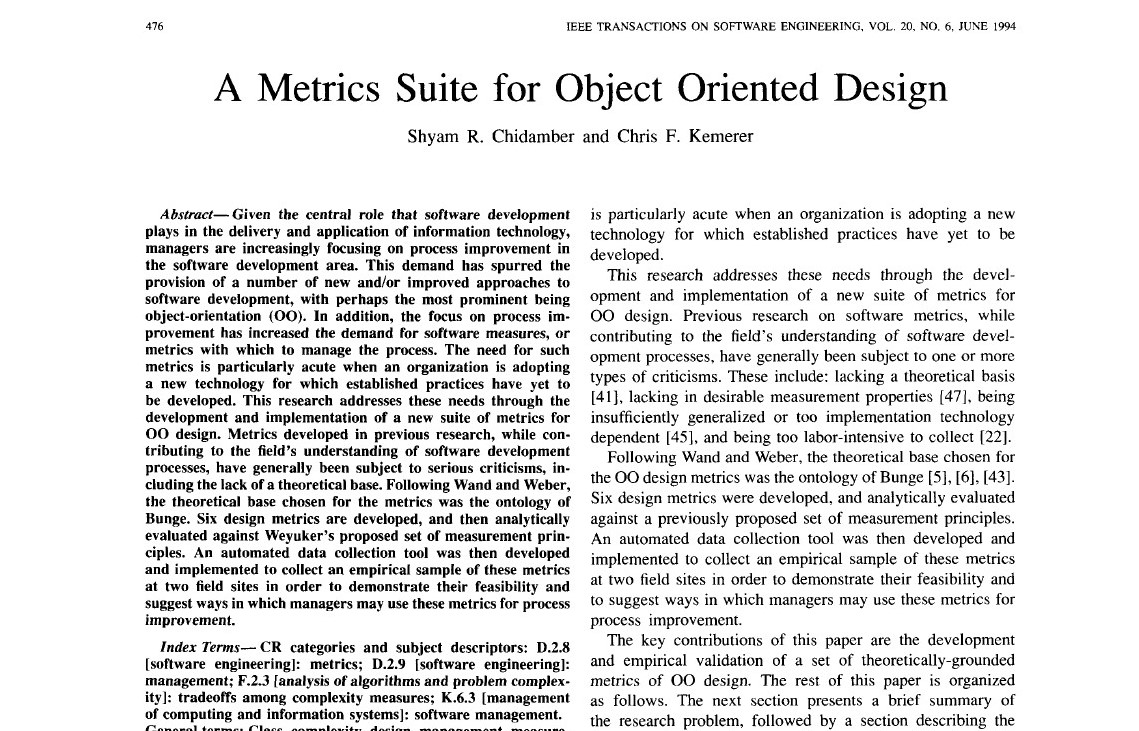 476
IEEE TRANSACTIONS ON SOFTWARE ENGINEERING, VOL. 20, NO. 6, JUNE 1994
A Metrics Suite for Object Oriented Design
Shyam R. Chidamber and Chris F. Kemerer
Abstract—Given the central role that software development
plays in the delivery and application of information technology,
managers are increasingly focusing on process improvement in
the software development area. This demand has spurred the
provision of a number of new and/or improved approaches to
software development, with perhaps the most prominent being
object-orientation (OO). In addition, the focus on process im-
provement has increased the demand for software measures, or
metrics with which to manage the process. The need for such
metrics is particularly acute when an organization is adopting
a new technology for which established practices have yet to
be developed. This research addresses these needs through the
development and implementation of a new suite of metrics for
OO design. Metrics developed in previous research, while con-
tributing to the field's understanding of software development
processes, have generally been subject to serious criticisms, in-
cluding the lack of a theoretical base. Following Wand and Weber,
the theoretical base chosen for the metrics was the ontology of
Bunge. Six design metrics are developed, and then analytically
evaluated against Weyuker's proposed set of measurement prin-
ciples. An automated data collection tool was then developed
and implemented to collect an empirical sample of these metrics
at two field sites in order to demonstrate their feasibility and
suggest ways in which managers may use these metrics for process
improvement.
Index Terms—CR categories and subject descriptors: D.2.8
[software engineering]: metrics; D.2.9 [software engineering]:
management; F.2.3 [analysis of algorithms and problem complex-
ity]: tradeoffs among complexity measures; K.6.3 [management
of computing and information systems]: software management.
General terms: Class, complexity, design, management, measure-
is particularly acute when an organization is adopting a new
technology for which established practices have yet to be
developed.
This research addresses these needs through the devel-
opment and implementation of a new suite of metrics for
OO design. Previous research on software metrics, while
contributing to the field's understanding of software devel-
opment processes, have generally been subject to one or more
types of criticisms. These include: lacking a theoretical basis
[41], lacking in desirable measurement properties [47], being
insufficiently generalized or too implementation technology
dependent [45], and being too labor-intensive to collect [22].
Following Wand and Weber, the theoretical base chosen for
the OO design metrics was the ontology of Bunge [5], [6], [43].
Six design metrics were developed, and analytically evaluated
against a previously proposed set of measurement principles.
An automated data collection tool was then developed and
implemented to collect an empirical sample of these metrics
at two field sites in order to demonstrate their feasibility and
to suggest ways in which managers may use these metrics for
process improvement.
The key contributions of this paper are the development
and empirical validation of a set of theoretically-grounded
metrics of OO design. The rest of this paper is organized
as follows. The next section presents a brief summary of
the research problem, followed by a section describing the